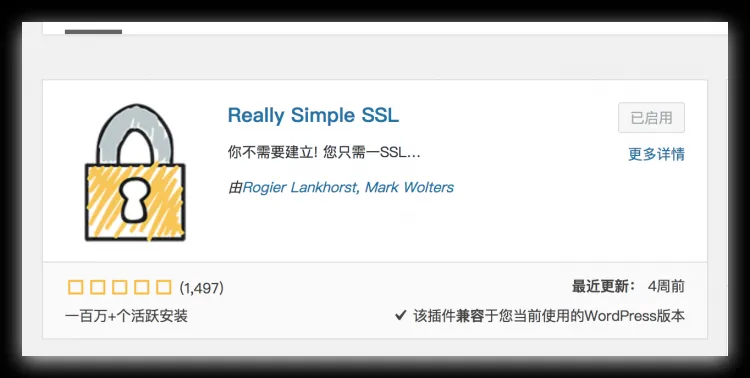 Really Simple SSL
已启用
你不需要建立! 您只需一SSL...
更多详情
由Rogier Lankhorst, Mark Wolters
(1,497)
最近更新： 4周前
一百万+个活跃安装
该插件兼容于您当前使用的WordPress版本